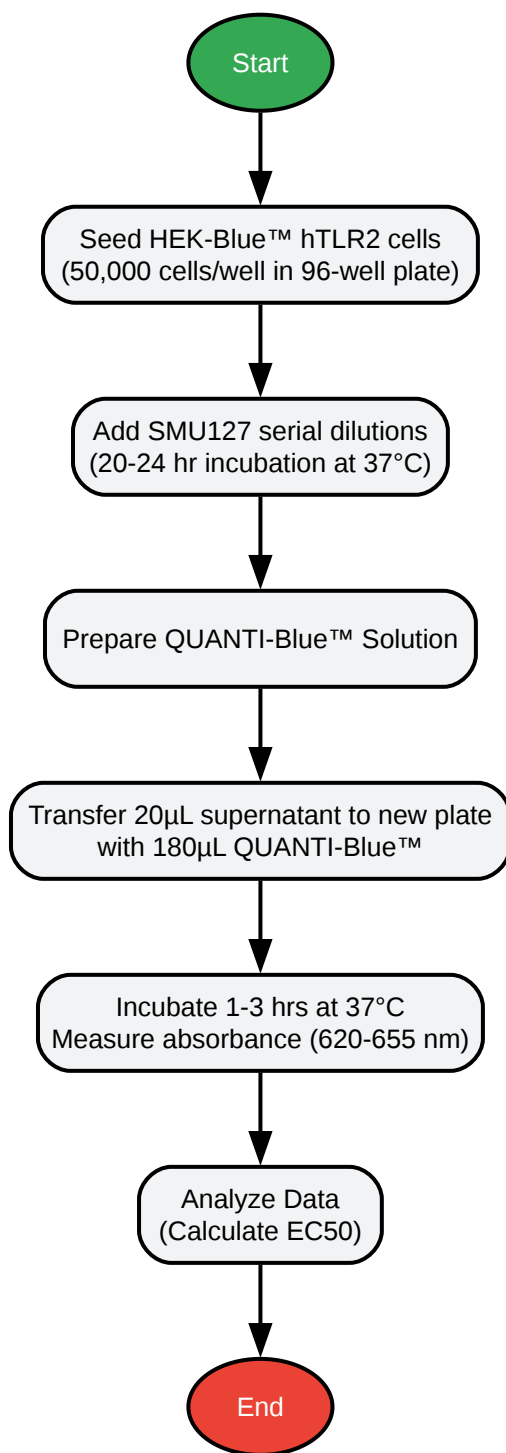 Start
Seed HEK-Blue™ hTLR2 cells
(50,000 cells/well in 96-well plate)
Add SMU127 serial dilutions
(20-24 hr incubation at 37°C)
Prepare QUANTI-Blue™ Solution
Transfer 20µL supernatant to new plate
with 180µL QUANTI-Blue™
Incubate 1-3 hrs at 37°C
Measure absorbance (620-655 nm)
Analyze Data
(Calculate EC50)
End